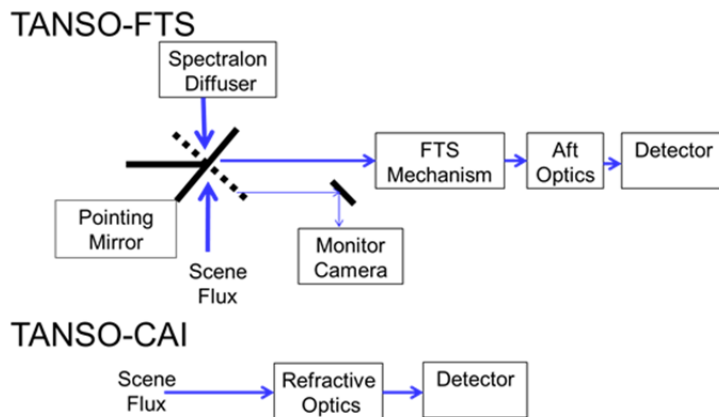 TANSO-FTS
Spectralon
Diffuser
FTS
Mechanism
Aft
Optics
Detector
Pointing
Mirror
Scene
Flux
Monitor
Camera
TANSO-CAI
Scene
Flux
Refractive
Optics
Detector